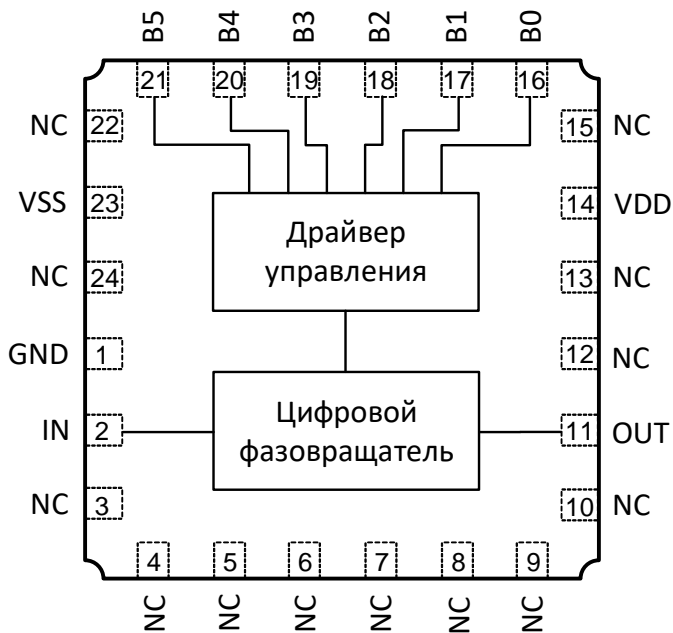 B5 B4 B3 B2 B1 B0
21 20 19 18 17 16
NC 22 15 NC
VSS 23 14 VDD
Драйвер
управления
NC 24 13 NC
GND 1 12 NC
Цифровой
фазовращатель
IN 2 11 OUT
NC 3 10 NC
4 5 6 7 8 9
NC NC NC NC NC NC